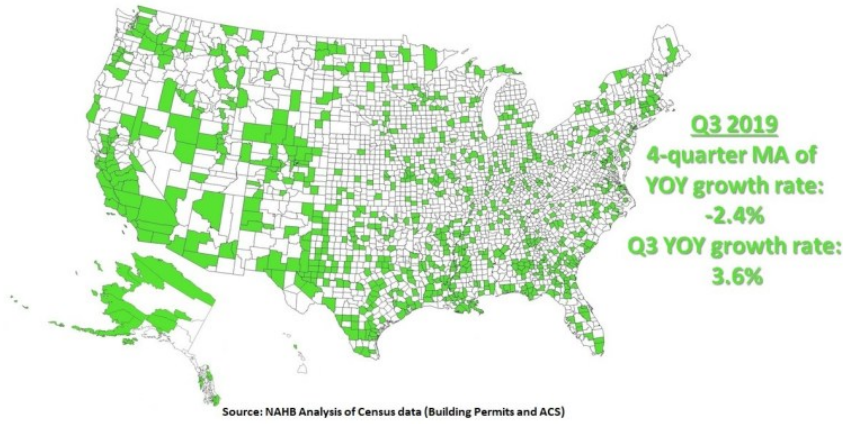 Q3 2019
4-quarter MA of
YOY growth rate:
-2.4%
Q3 YOY growth rate:
3.6%
Source: NAHB Analysis of Census data (Building Permits and ACS)